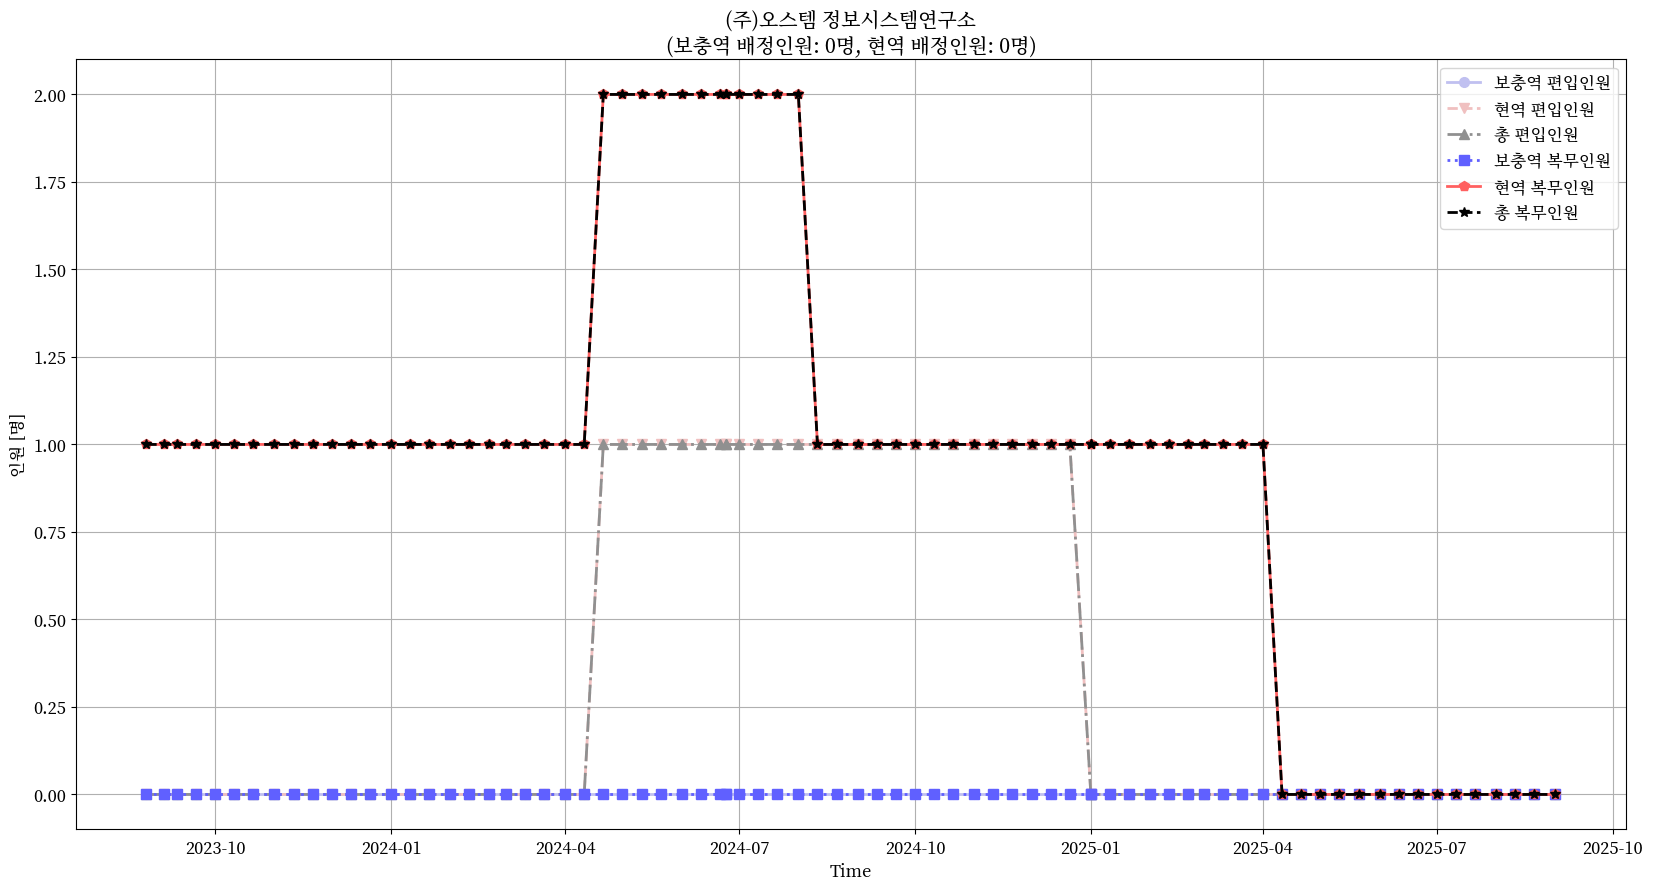 (주)오스템 정보시스템연구소
(보충역 배정인원: 0명, 현역 배정인원: 0명)
보충역 편입인원
현역 편입인원
총 편입인원
보충역 복무인원
현역 복무인원
총 복무인원
인원 [명]
2.00
1.75
1.50
1.25
1.00
0.75
0.50
0.25
0.00
2023-10
2024-01
2024-04
2024-07
2024-10
2025-01
2025-04
2025-07
2025-10
Time